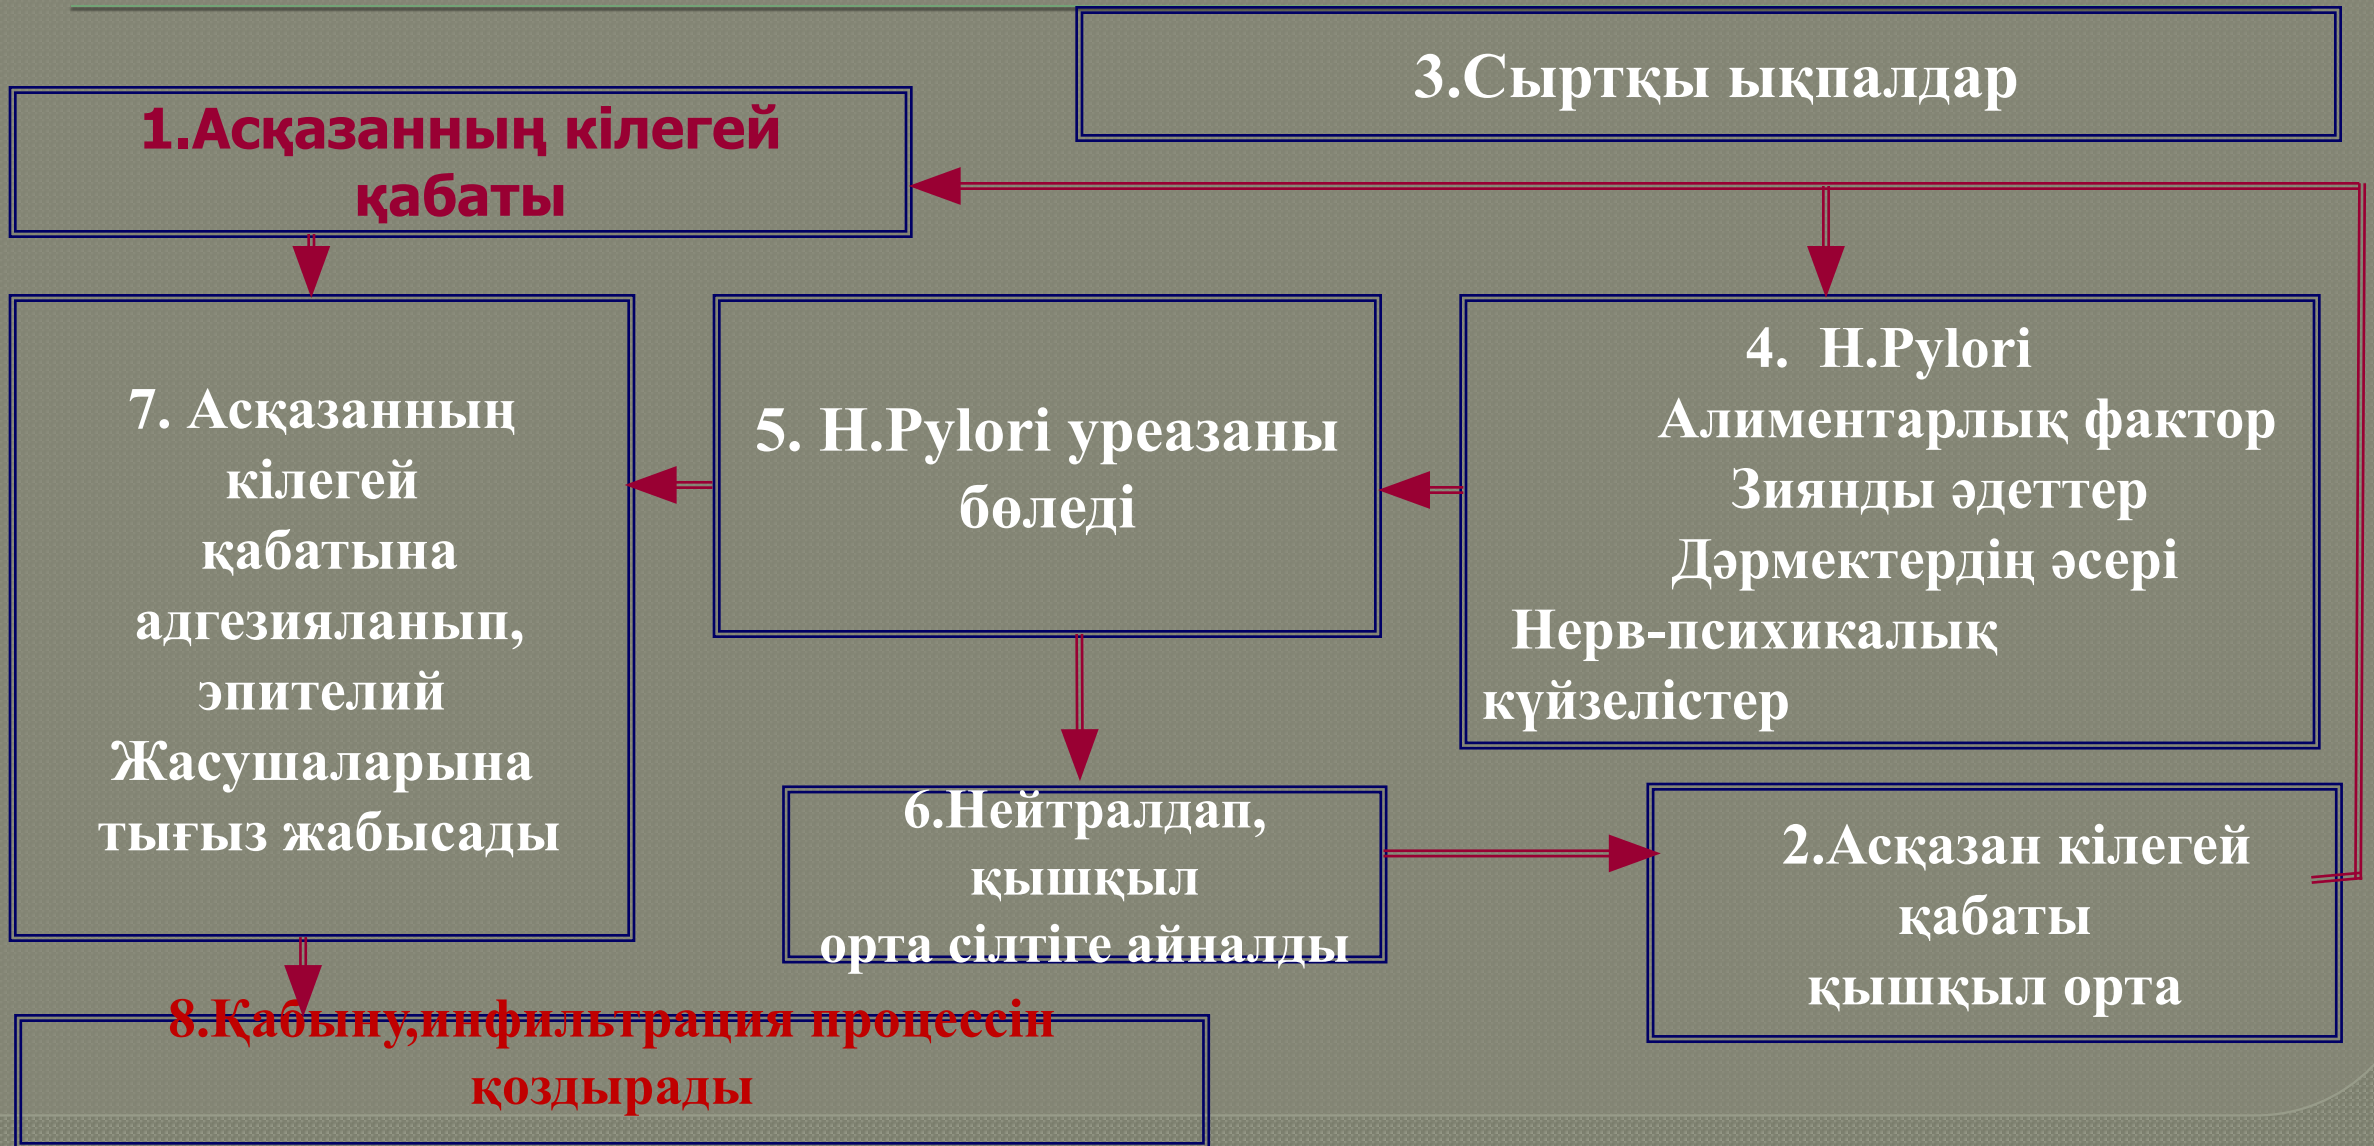 3.Сыртқы ықпалдар
1.Асқазанның кілегей
қабаты
7. Асқазанның
кілегей
қабатына
адгезияланып,
эпителий
Жасушаларына
тығыз жабысады
5. H.Pylori уреазаны
бөледі
4. H.Pylori
Алиментарлық фактор
Зиянды әдеттер
Дәрмектердің әсері
Нерв-психикалық
күйзелістер
6.Нейтралдап,
қышқыл
орта сілтіге айналды
2.Асқазан кілегей
қабаты
қышқыл орта
8.Қабыну,инфильтрация процессін
қоздырады